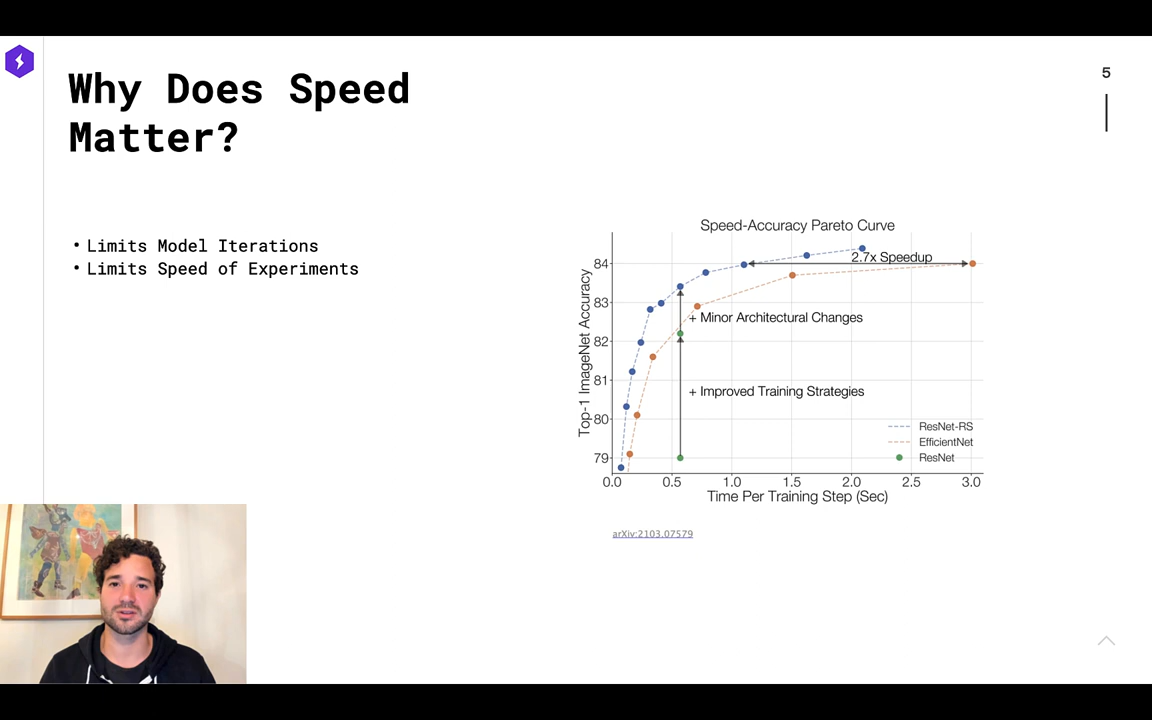 Why Does Speed
Matter?
5
• Limits Model Iterations
• Limits Speed of Experiments
Speed-Accuracy Pareto Curve
Top-1 ImageNet Accuracy
84
83
82
81
80
79
2.7x Speedup
+ Minor Architectural Changes
+ Improved Training Strategies
ResNet-RS
EfficientNet
ResNet
0.0 0.5 1.0 1.5 2.0 2.5 3.0
Time Per Training Step (Sec)
arXiv:2103.07579